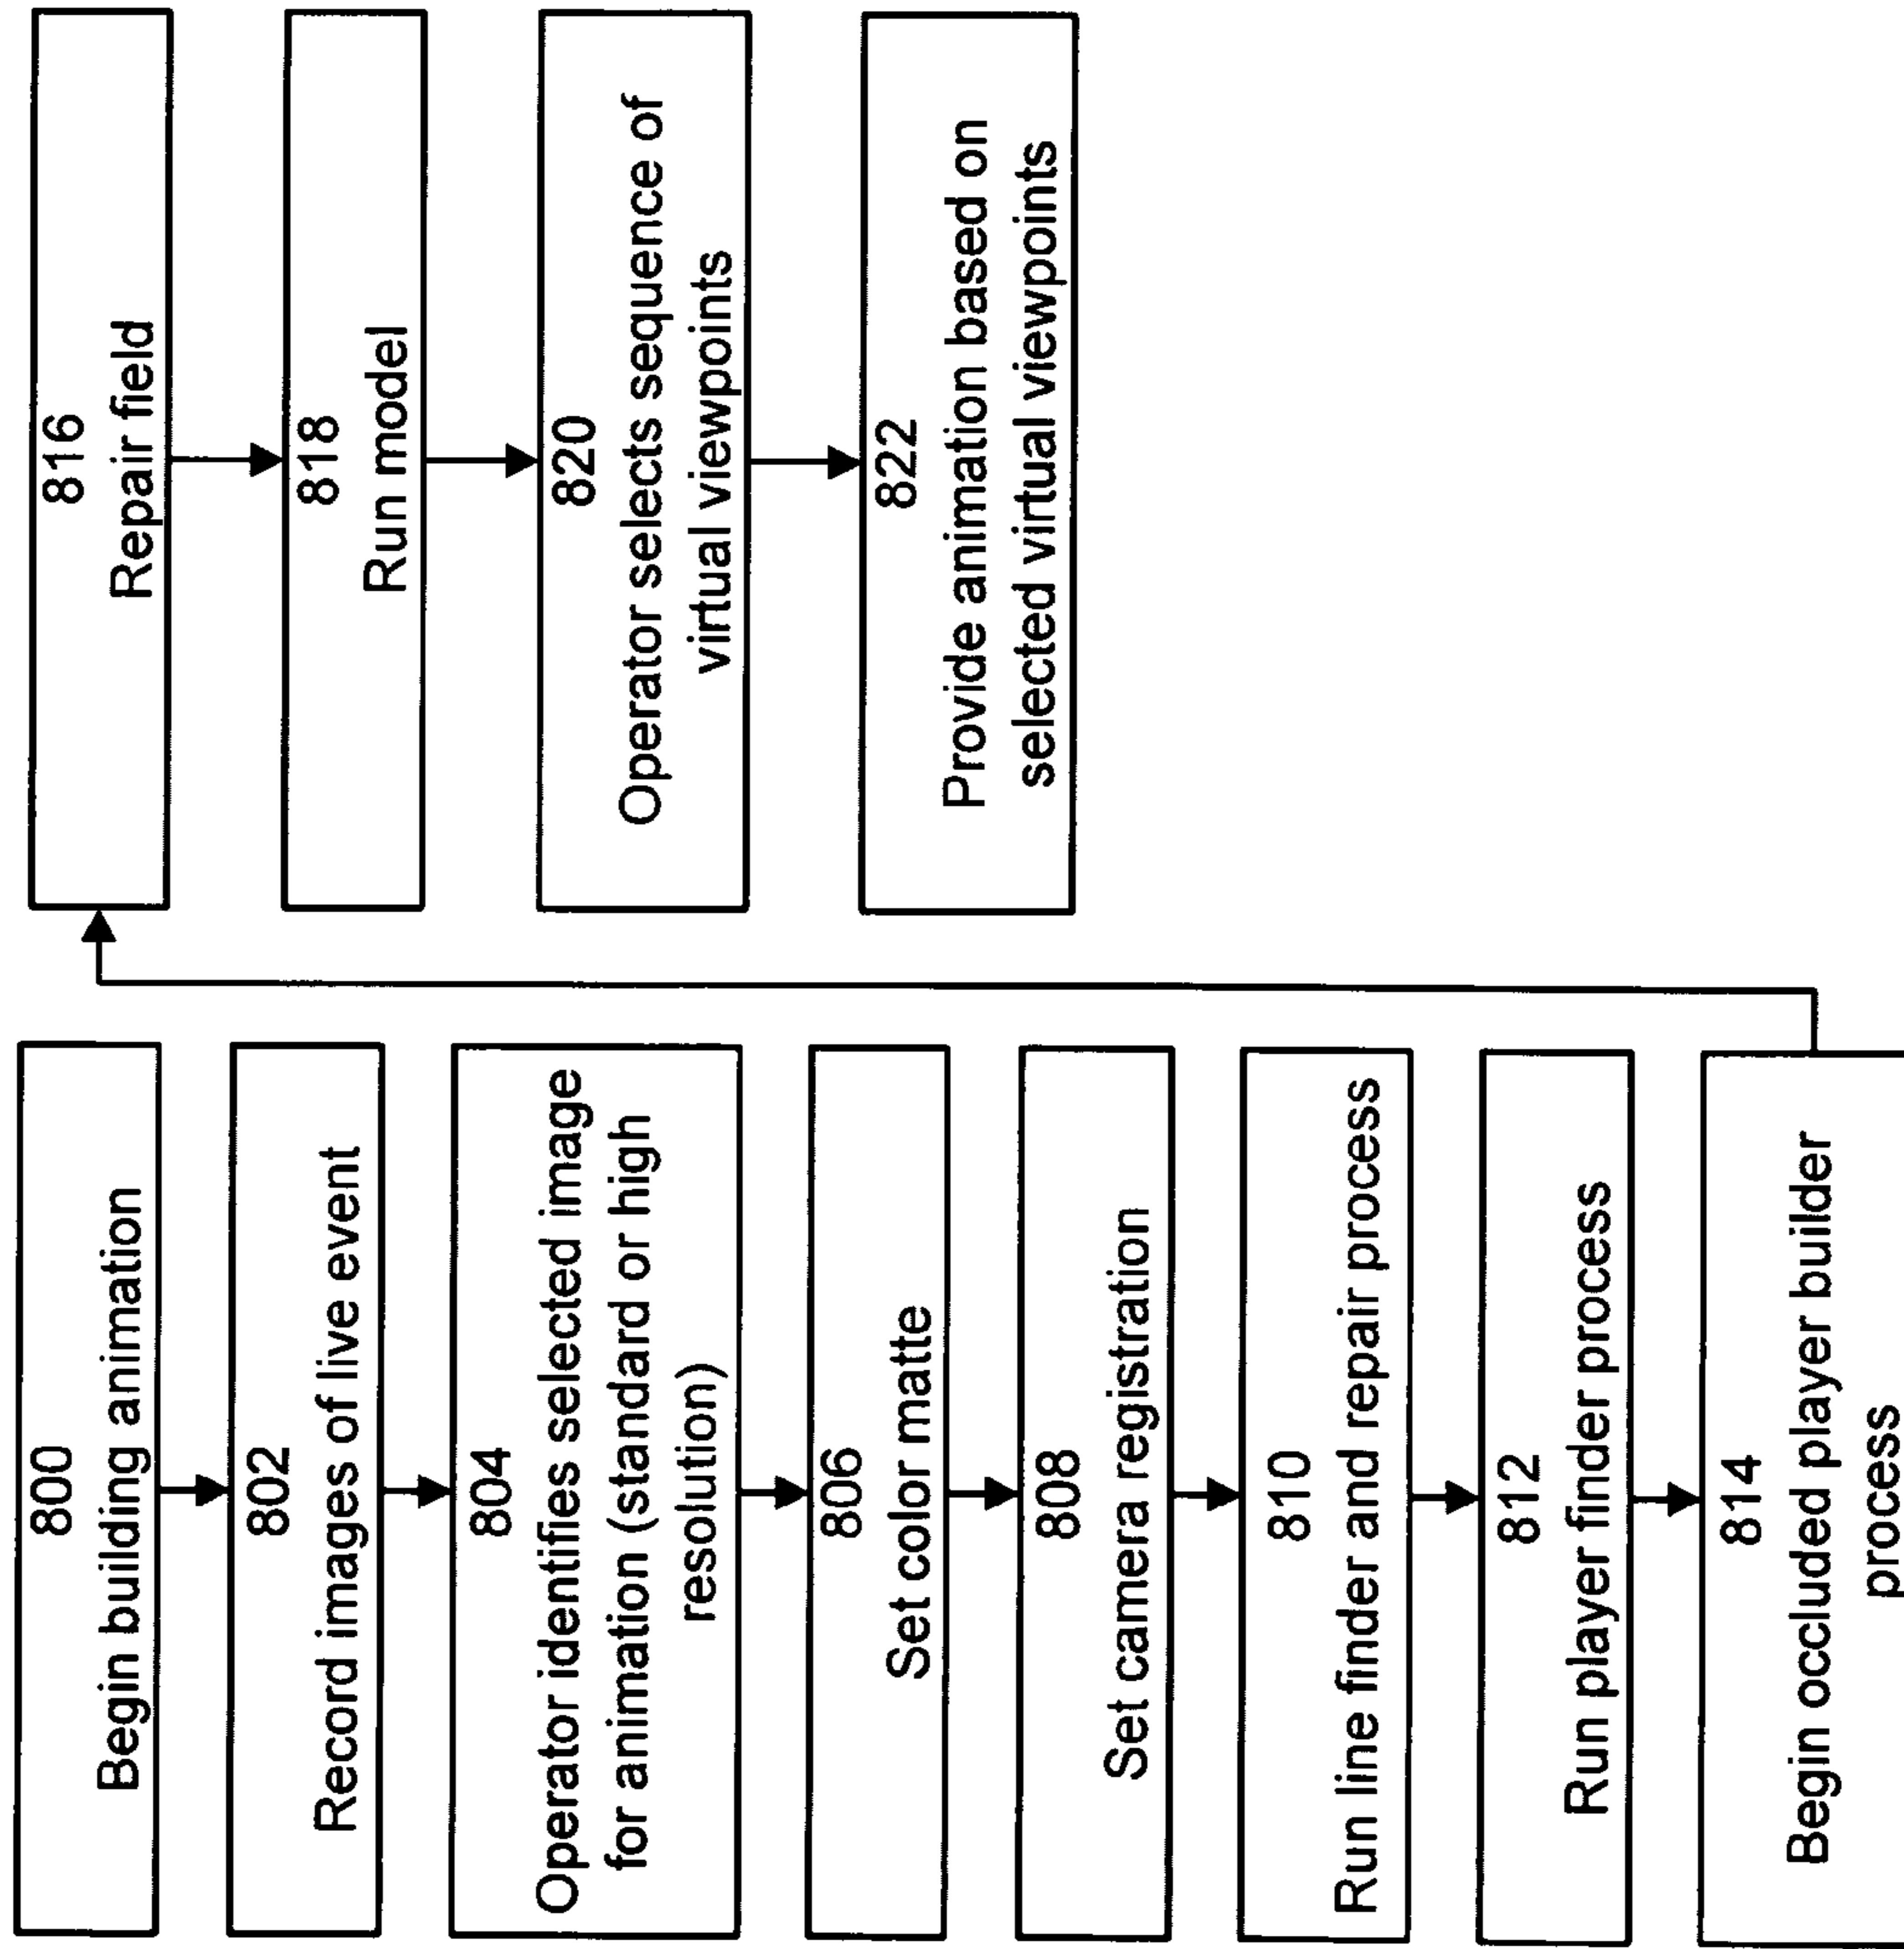 800
Begin building animation
802
Record images of live event
804
Operator identifies selected image
for animation (standard or high
resolution)
806
Set color matte
808
Set camera registration
810
Run line finder and repair process
812
Run player finder process
814
Begin occluded player builder
process
816
Repair field
818
Run model
820
Operator selects sequence of
virtual viewpoints
822
Provide animation based on
selected virtual viewpoints